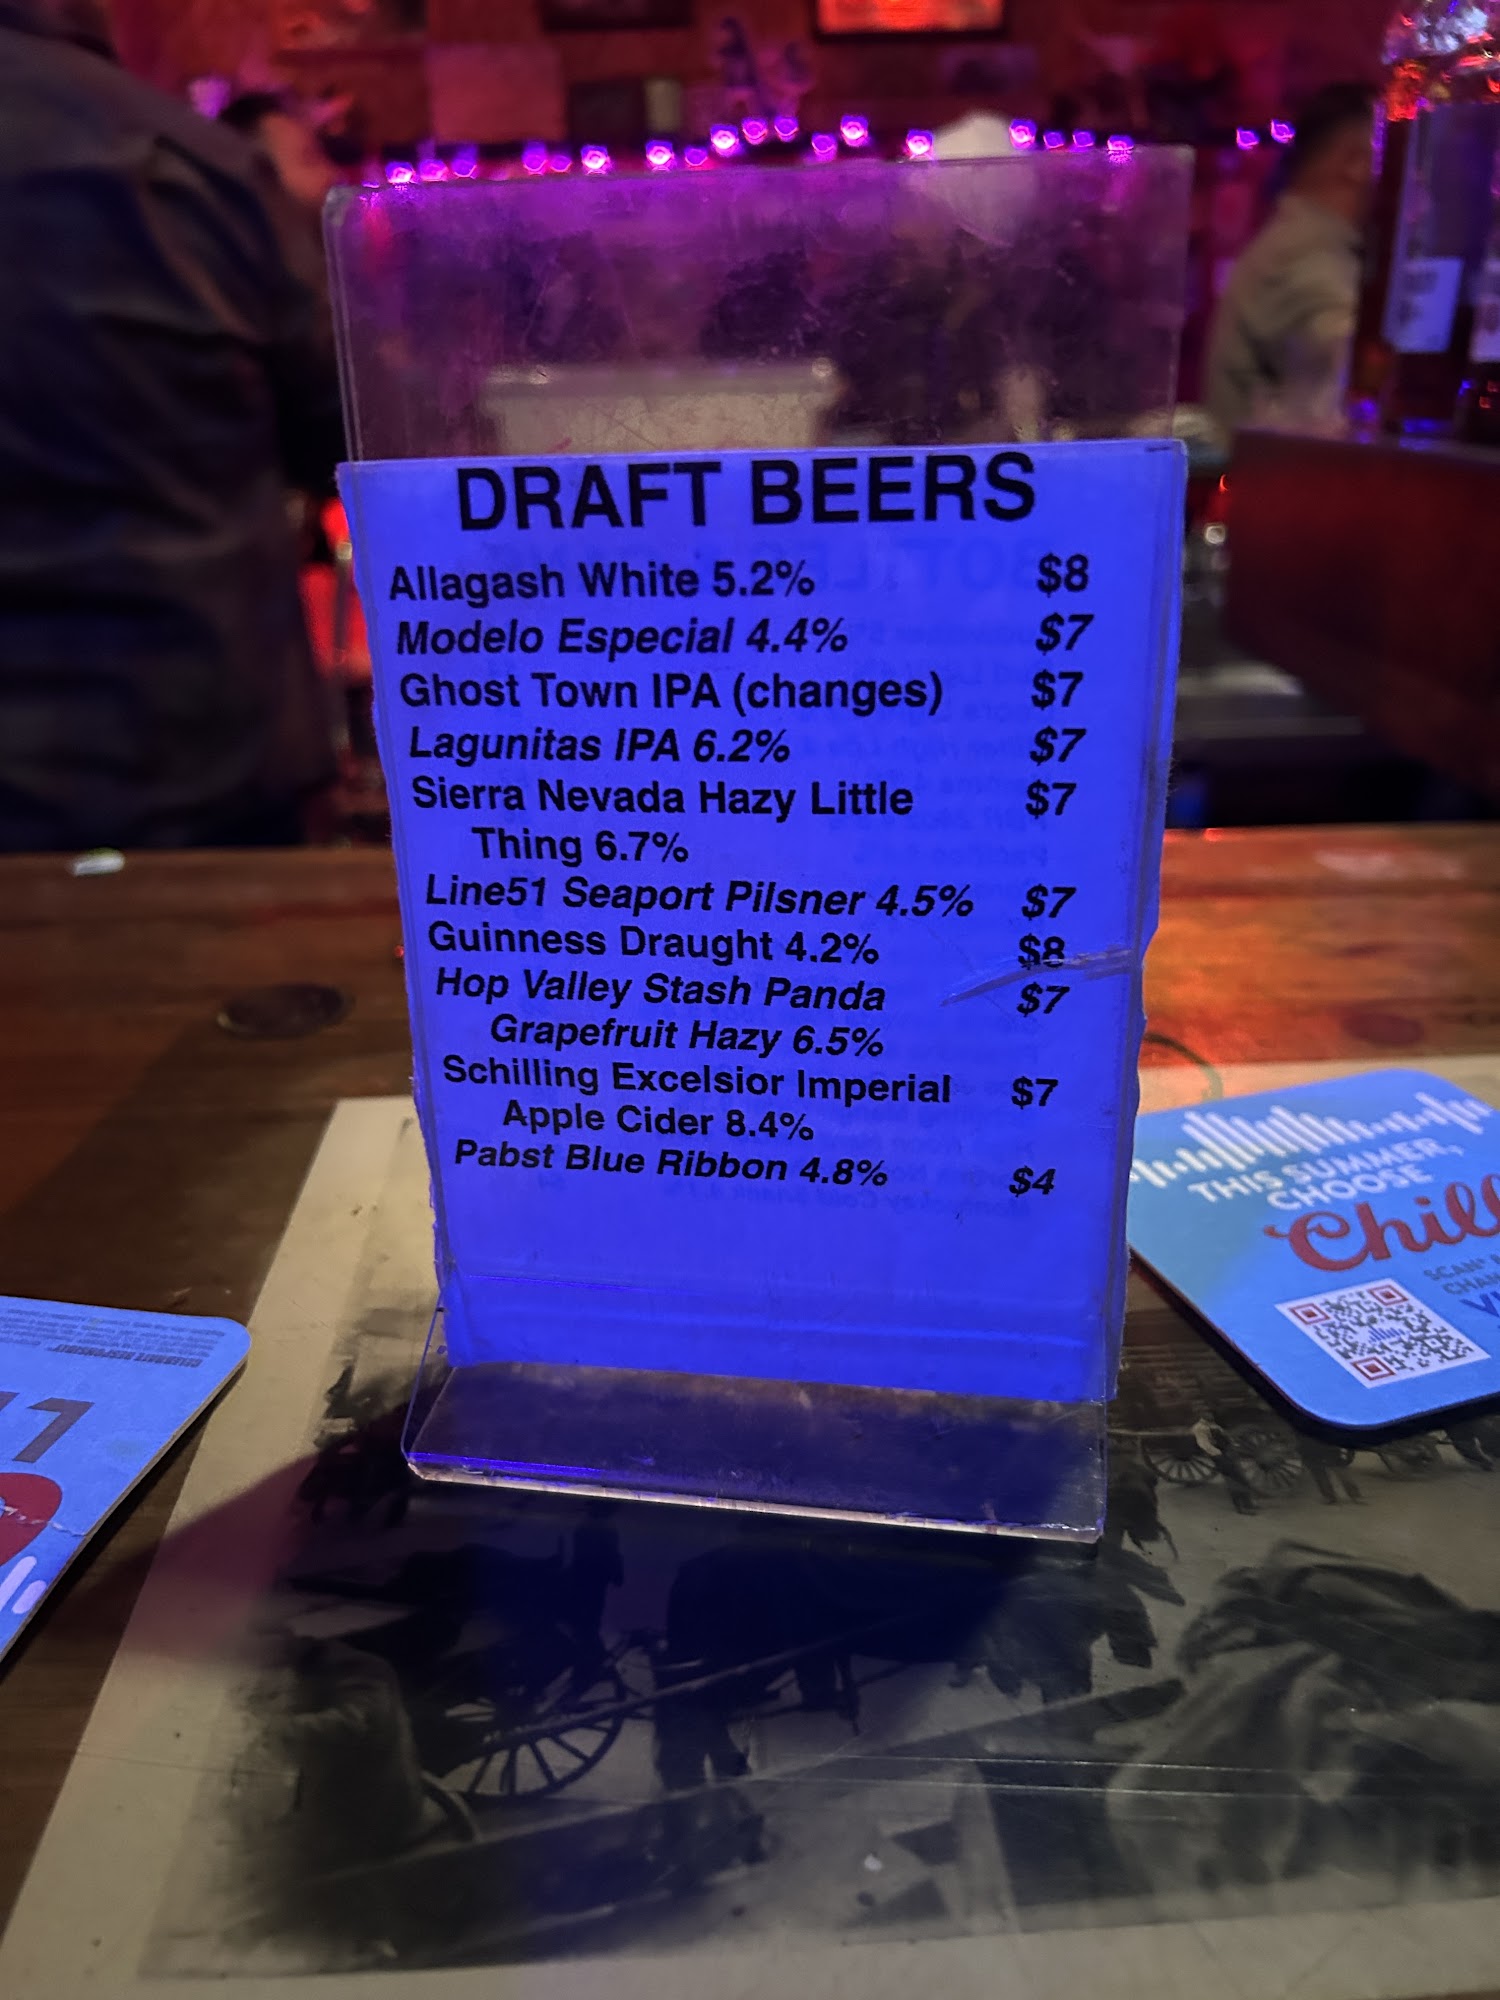 DRAFT BEERS
Allagash White 5.2% $8
Modelo Especial 4.4% $7
Ghost Town IPA (changes) $7
Lagunitas IPA 6.2% $7
Sierra Nevada Hazy Little $7
Thing 6.7%
Line51 Seaport Pilsner 4.5% $7
Guinness Draught 4.2% $8
Hop Valley Stash Panda $7
Grapefruit Hazy 6.5%
Schilling Excelsior Imperial $7
Apple Cider 8.4%
Pabst Blue Ribbon 4.8% $4
THIS SUMMER,
CHOOSE
Chill
SCAN